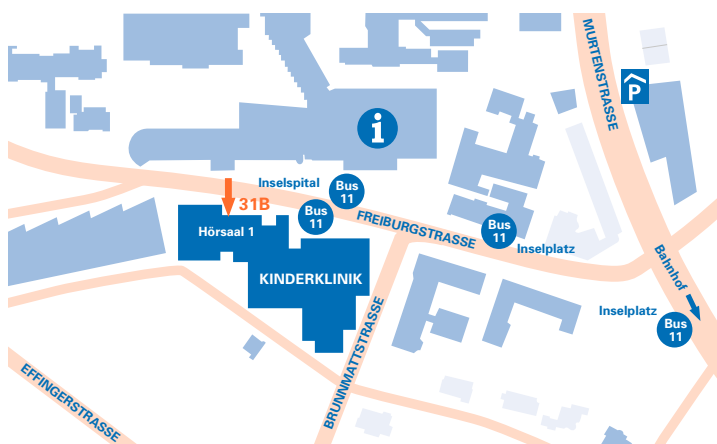 MURTENSTRASSE
P
i
Inselspital
Bus
11
31B
Bus
11
Hörsaal 1
FREIBURGSTRASSE
Bus
11
Inselplatz
KINDERKLINIK
Bahnhof
Inselplatz
Bus
11
BRUNNMATTSTRASSE
EFFINGERSTRASSE